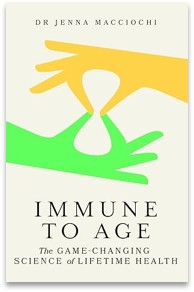 DR JENNA MACCIOCHI
IMMUNE
TO AGE
The GAME-CHANGING
SCIENCE of LIFETIME HEALTH